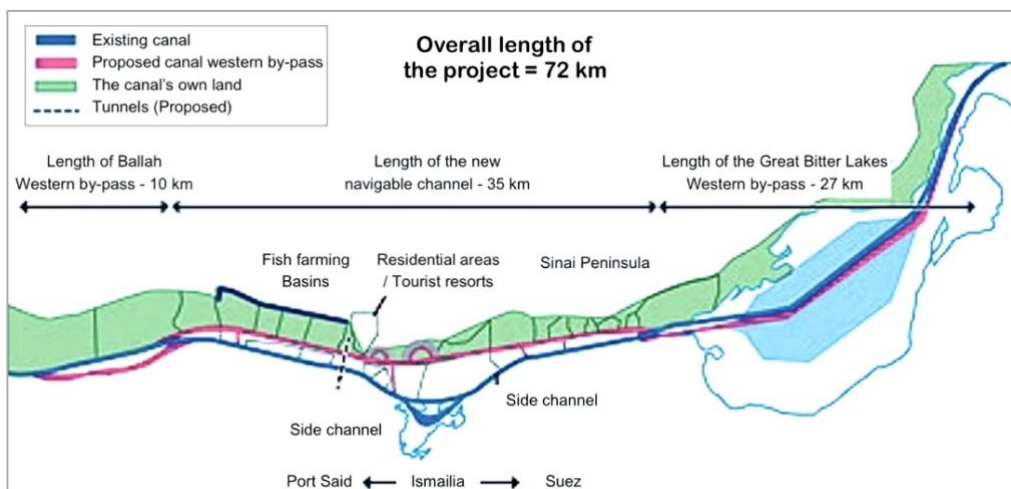 Existing canal
Proposed canal western by-pass
The canal's own land
Tunnels (Proposed)
Overall length of
the project = 72 km
Length of Ballah
Western by-pass - 10 km
Length of the new
navigable channel - 35 km
Length of the Great Bitter Lakes
Western by-pass - 27 km
Fish farming
Basins
Residential areas
/ Tourist resorts
Sinai Peninsula
Side channel
Side channel
Port Said
Ismailia
Suez